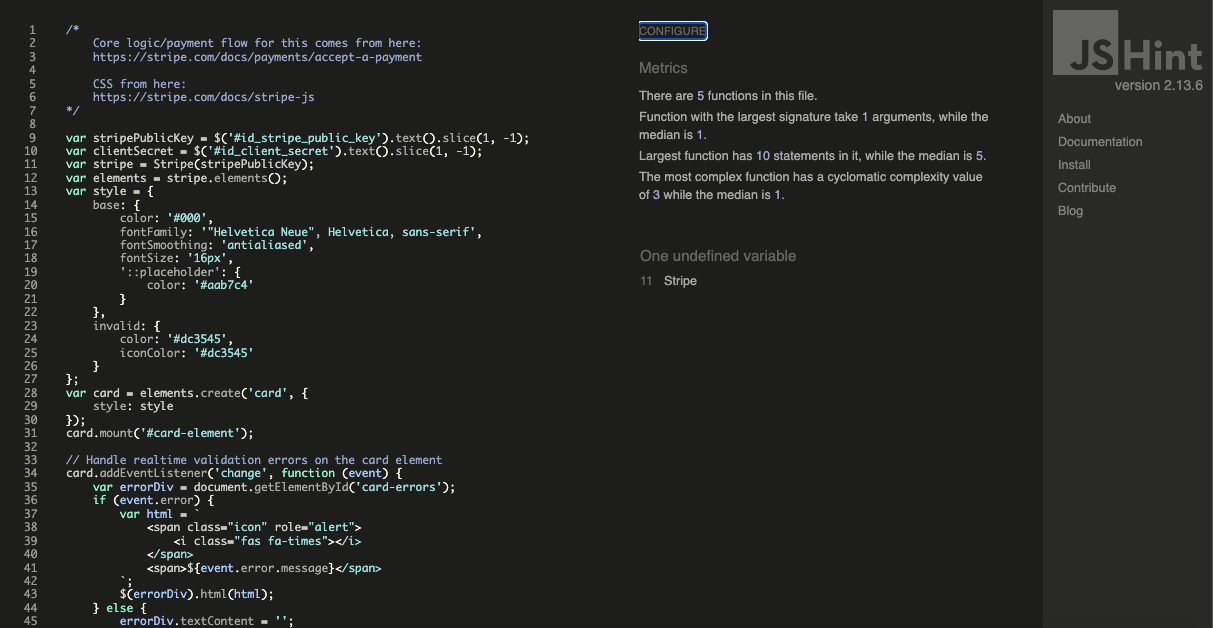 1 /*
2 Core logic/payment flow for this comes from here:
3 https://stripe.com/docs/payments/accept-a-payment
4
5 CSS from here:
6 https://stripe.com/docs/stripe-js
7 */
8
9 var stripePublicKey = $('#id_stripe_public_key').text().slice(1, -1);
10 var clientSecret = $('#id_client_secret').text().slice(1, -1);
11 var stripe = Stripe(stripePublicKey);
12 var elements = stripe.elements();
13 var style = {
14 base: {
15 color: '#000',
16 fontFamily: '"Helvetica Neue", Helvetica, sans-serif',
17 fontSmoothing: 'antialiased',
18 fontSize: '16px',
19 '::placeholder': {
20 color: '#aab7c4'
21 }
22 },
23 invalid: {
24 color: '#dc3545',
25 iconColor: '#dc3545'
26 }
27 };
28 var card = elements.create('card', {
29 style: style
30 });
31 card.mount('#card-element');
32
33 // Handle realtime validation errors on the card element
34 card.addEventListener('change', function (event) {
35 var errorDiv = document.getElementById('card-errors');
36 if (event.error) {
37 var html = `
38 <span class="icon" role="alert">
39 <i class="fas fa-times"></i>
40 </span>
41 <span>${event.error.message}</span>
42 `;
43 $(errorDiv).html(html);
44 } else {
45 errorDiv.textContent = '';
CONFIGURE
Metrics
There are 5 functions in this file.
Function with the largest signature take 1 arguments, while the
median is 1.
Largest function has 10 statements in it, while the median is 5.
The most complex function has a cyclomatic complexity value
of 3 while the median is 1.
One undefined variable
11 Stripe
JSHint
version 2.13.6
About
Documentation
Install
Contribute
Blog